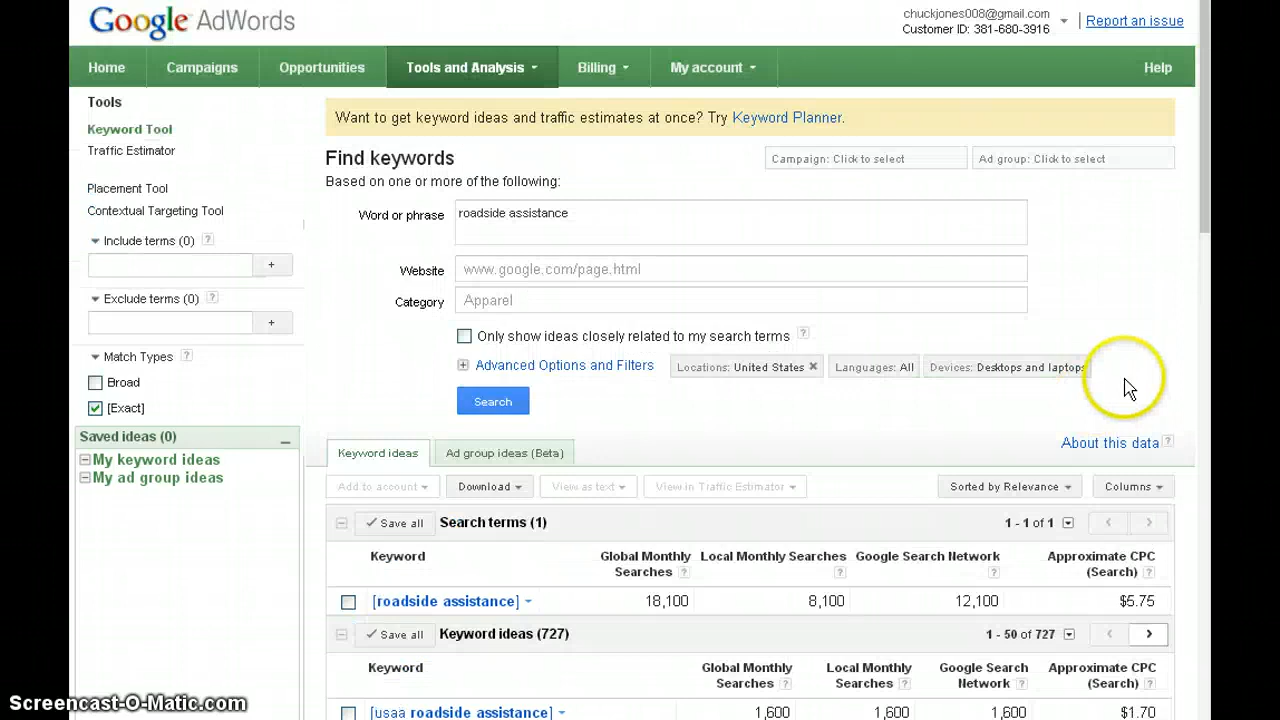 Google AdWords
chuckjones008@gmail.com
Customer ID: 381-680-3916
Report an issue
Home Campaigns Opportunities Tools and Analysis Billing My account Help
Tools
Keyword Tool
Traffic Estimator
Placement Tool
Contextual Targeting Tool
Include terms (0) ?
+
Exclude terms (0) ?
+
Match Types ?
Broad
[Exact]
Saved ideas (0)
My keyword ideas
My ad group ideas
Want to get keyword ideas and traffic estimates at once? Try Keyword Planner.
Find keywords
Campaign: Click to select Ad group: Click to select
Based on one or more of the following:
Word or phrase roadside assistance
Website www.google.com/page.html
Category Apparel
Only show ideas closely related to my search terms ?
Advanced Options and Filters Locations: United States × Languages: All Devices: Desktops and laptops
Search
About this data ?
Keyword ideas Ad group ideas (Beta)
Add to account Download View as text View in Traffic Estimator Sorted by Relevance Columns
Save all Search terms (1) 1 - 1 of 1
Keyword Global Monthly Searches ? Local Monthly Searches ? Google Search Network ? Approximate CPC (Search) ?
[roadside assistance] 18,100 8,100 12,100 $5.75
Save all Keyword ideas (727) 1 - 50 of 727
Keyword Global Monthly Searches ? Local Monthly Searches ? Google Search Network ? Approximate CPC (Search) ?
[usaa roadside assistance] 1,600 1,600 1,600 $1.70
Screencast-O-Matic.com